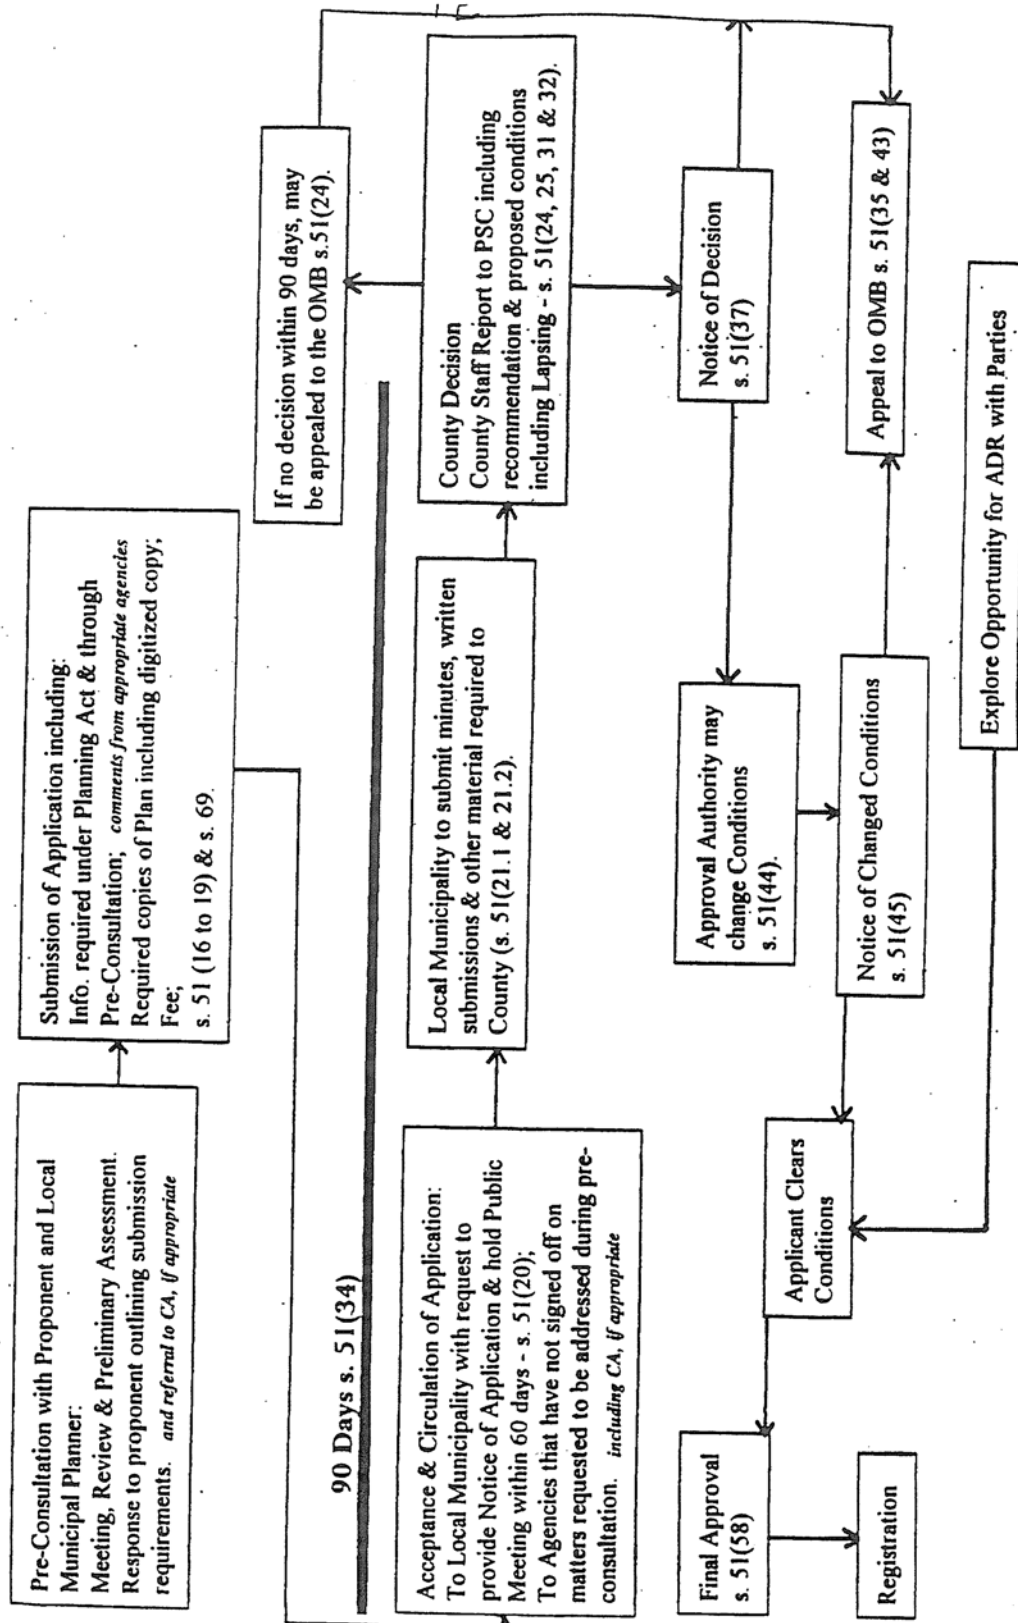 Pre-Consultation with Proponent and Local
Municipal Planner:
Meeting, Review & Preliminary Assessment.
Response to proponent outlining submission
requirements. and referral to CA, if appropriate
Submission of Application including:
Info. required under Planning Act & through
Pre-Consultation; comments from appropriate agencies
Required copies of Plan including digitized copy;
Fee;
s. 51 (16 to 19) & s. 69.
90 Days s. 51(34)
If no decision within 90 days, may
be appealed to the OMB s.51(24).
Acceptance & Circulation of Application:
To Local Municipality with request to
provide Notice of Application & hold Public
Meeting within 60 days - s. 51(20);
To Agencies that have not signed off on
matters requested to be addressed during pre-
consultation. including CA, if appropriate
Local Municipality to submit minutes, written
submissions & other material required to
County (s. 51(21.1 & 21.2).
County Decision
County Staff Report to PSC including
recommendation & proposed conditions
including Lapsing - s. 51(24, 25, 31 & 32).
Notice of Decision
s. 51(37)
Approval Authority may
change Conditions
s. 51(44).
Notice of Changed Conditions
s. 51(45)
Appeal to OMB s. 51(35 & 43)
Applicant Clears
Conditions
Final Approval
s. 51(58)
Registration
Explore Opportunity for ADR with Parties